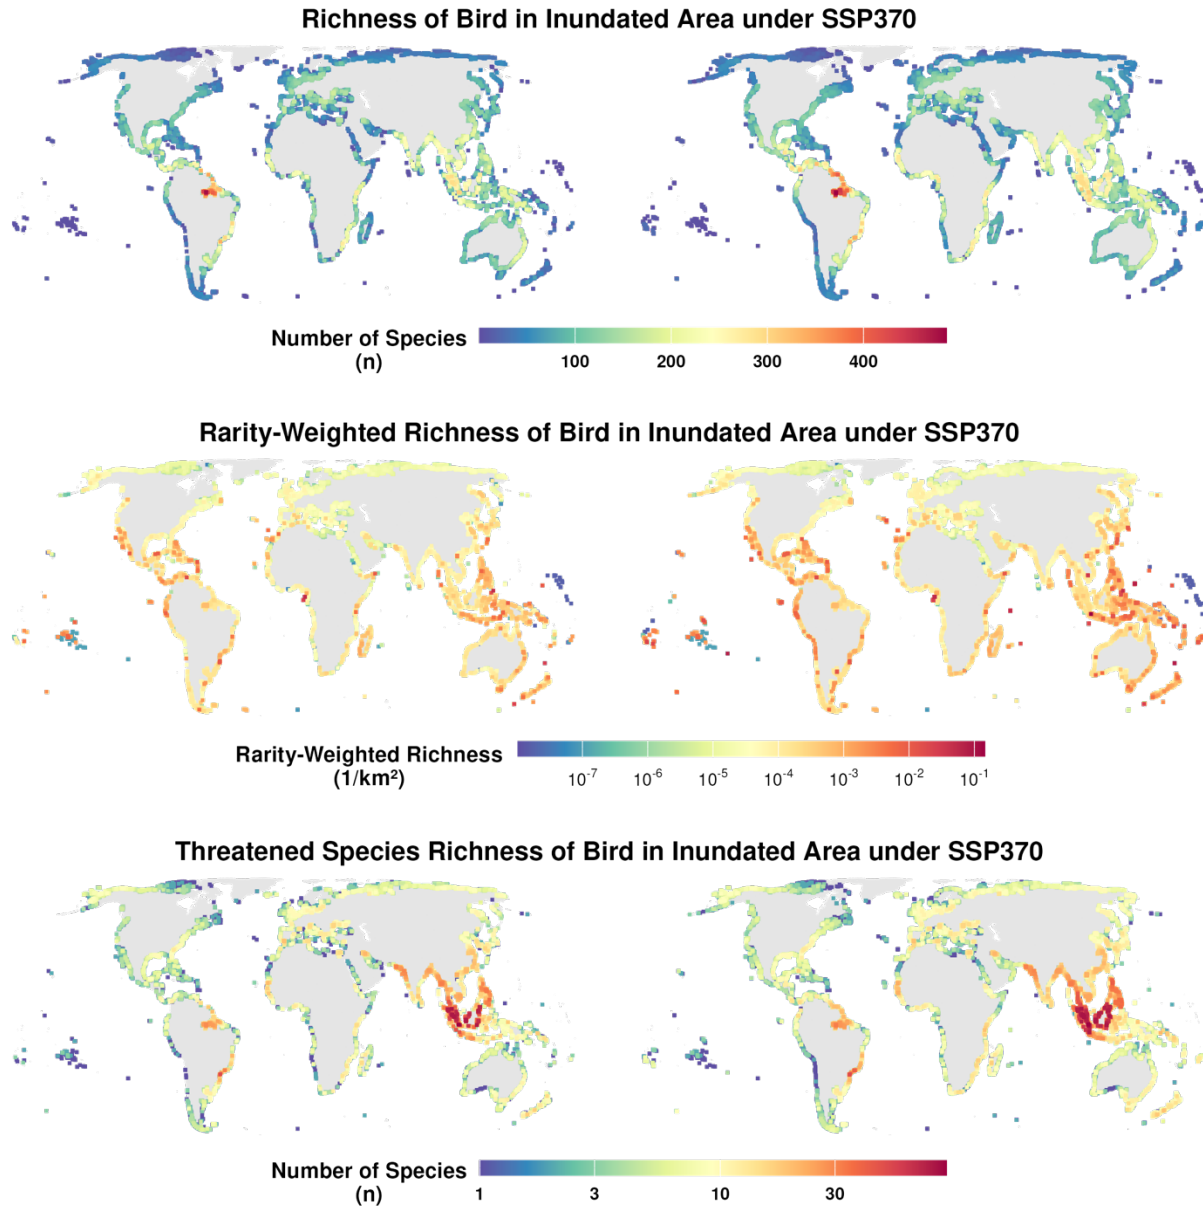 Richness of Bird in Inundated Area under SSP370
Number of Species
(n)
100 200 300 400
Rarity-Weighted Richness of Bird in Inundated Area under SSP370
Rarity-Weighted Richness
(1/km²)
10⁻⁷ 10⁻⁶ 10⁻⁵ 10⁻⁴ 10⁻³ 10⁻² 10⁻¹
Threatened Species Richness of Bird in Inundated Area under SSP370
Number of Species
(n)
1 3 10 30